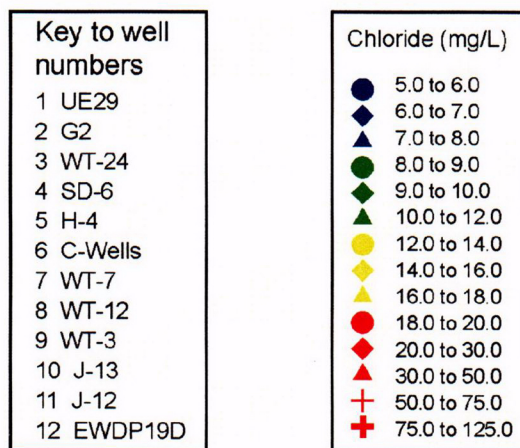 Key to well
numbers
1 UE29
2 G2
3 WT-24
4 SD-6
5 H-4
6 C-Wells
7 WT-7
8 WT-12
9 WT-3
10 J-13
11 J-12
12 EWDP19D
Chloride (mg/L)
5.0 to 6.0
6.0 to 7.0
7.0 to 8.0
8.0 to 9.0
9.0 to 10.0
10.0 to 12.0
12.0 to 14.0
14.0 to 16.0
16.0 to 18.0
18.0 to 20.0
20.0 to 30.0
30.0 to 50.0
50.0 to 75.0
75.0 to 125.0